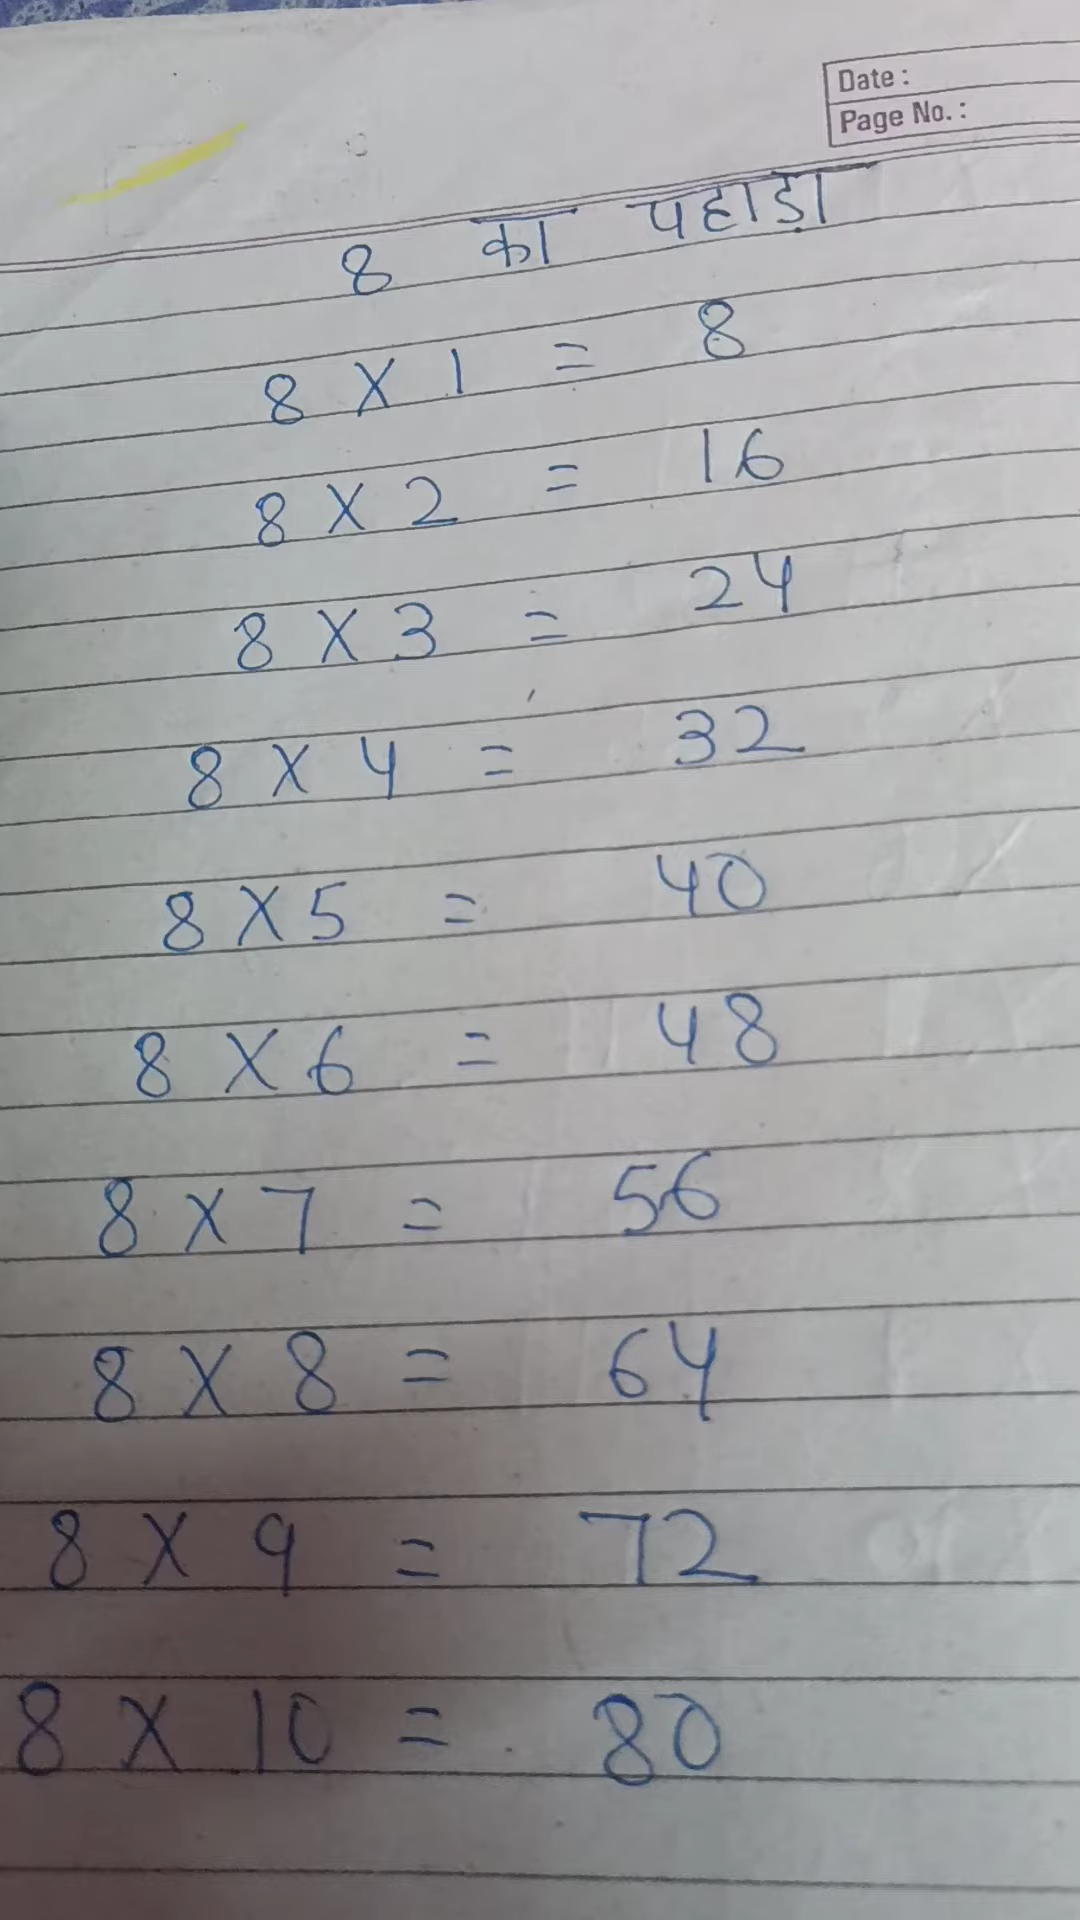 Date :
Page No. :
8 का पहाड़ा
8 X 1 = 8
8 X 2 = 16
8 X 3 = 24
8 X 4 = 32
8 X 5 = 40
8 X 6 = 48
8 X 7 = 56
8 X 8 = 64
8 X 9 = 72
8 X 10 = 80